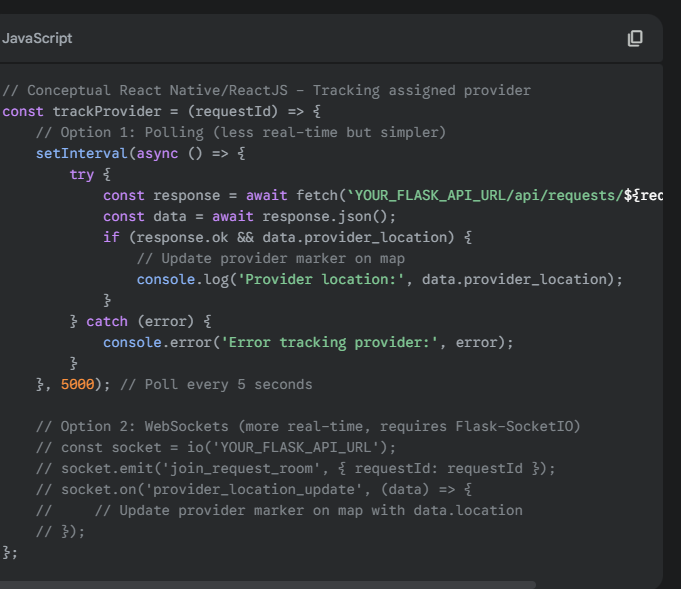 JavaScript
// Conceptual React Native/ReactJS - Tracking assigned provider
const trackProvider = (requestId) => {
    // Option 1: Polling (less real-time but simpler)
    setInterval(async () => {
        try {
            const response = await fetch(`YOUR_FLASK_API_URL/api/requests/${req
            const data = await response.json();
            if (response.ok && data.provider_location) {
                // Update provider marker on map
                console.log('Provider location:', data.provider_location);
            }
        } catch (error) {
            console.error('Error tracking provider:', error);
        }
    }, 5000); // Poll every 5 seconds

    // Option 2: WebSockets (more real-time, requires Flask-SocketIO)
    // const socket = io('YOUR_FLASK_API_URL');
    // socket.emit('join_request_room', { requestId: requestId });
    // socket.on('provider_location_update', (data) => {
    //     // Update provider marker on map with data.location
    // });
};